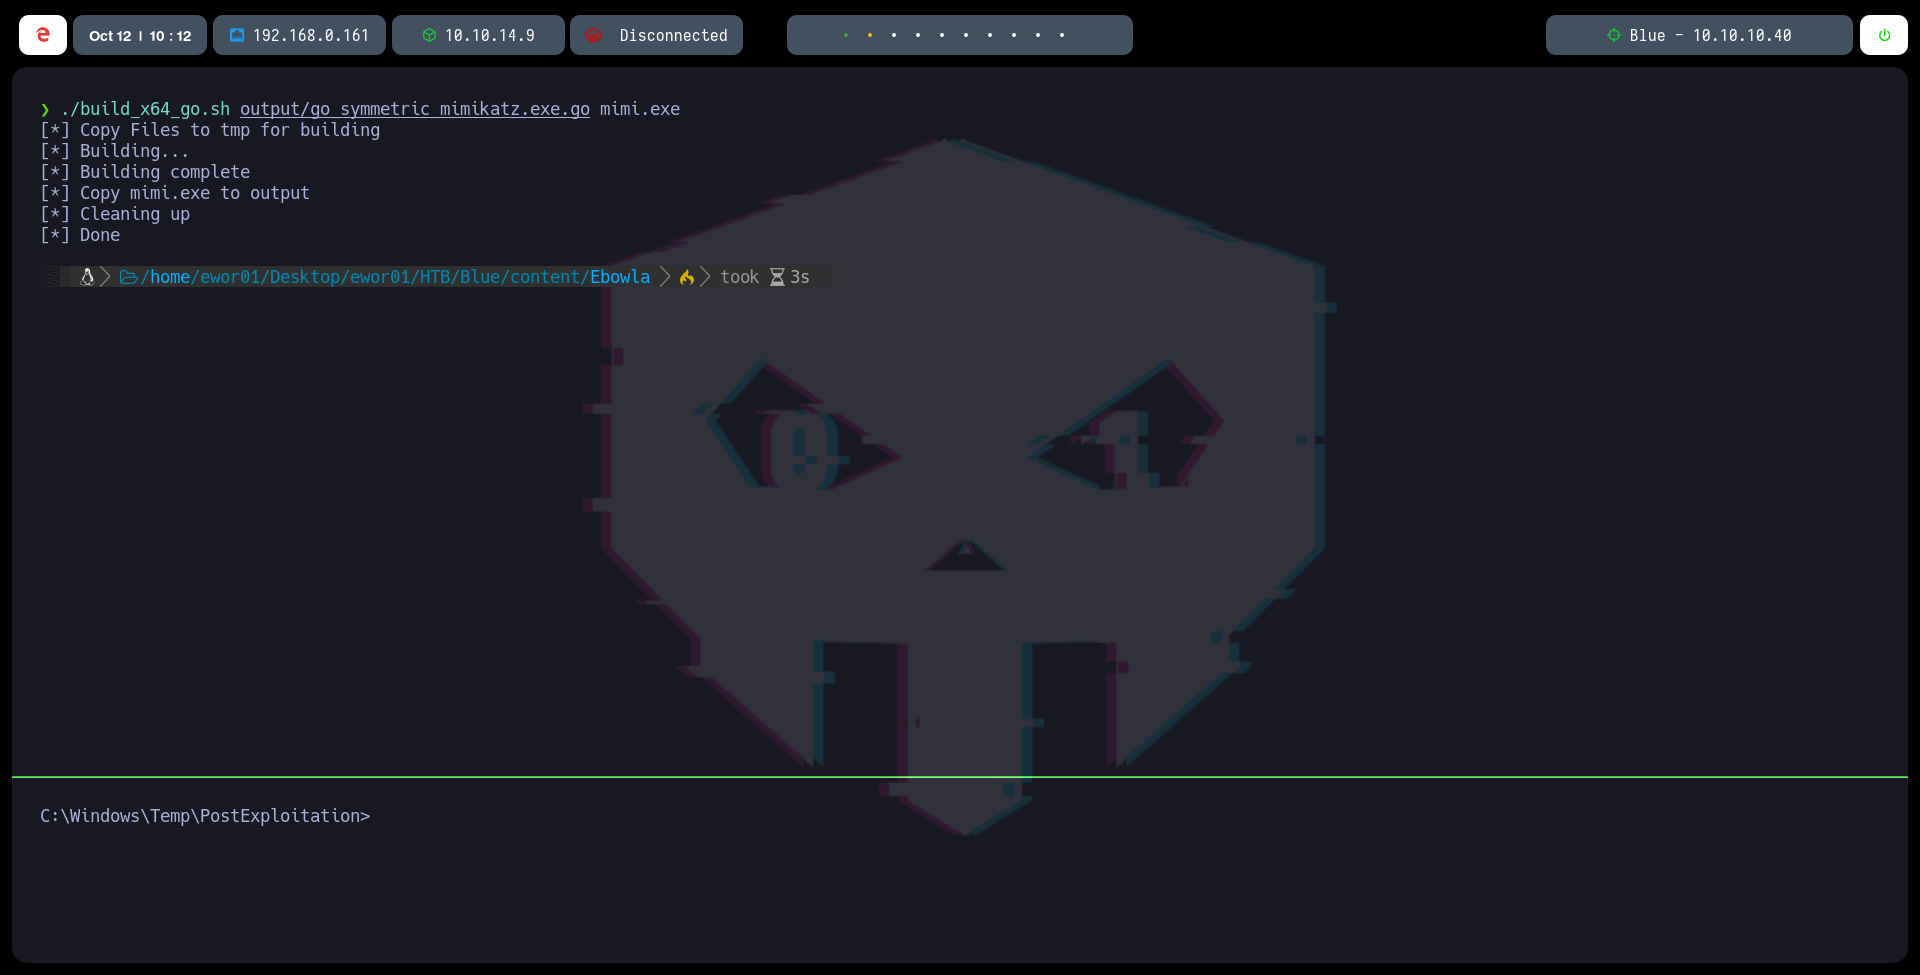 Oct 12 | 10 : 12
192.168.0.161
10.10.14.9
Disconnected
Blue - 10.10.10.40
❯ ./build_x64_go.sh output/go_symmetric_mimikatz.exe.go mimi.exe
[*] Copy Files to tmp for building
[*] Building...
[*] Building complete
[*] Copy mimi.exe to output
[*] Cleaning up
[*] Done
/home/ewor01/Desktop/ewor01/HTB/Blue/content/Ebowla took 3s
0 1
C:\Windows\Temp\PostExploitation>